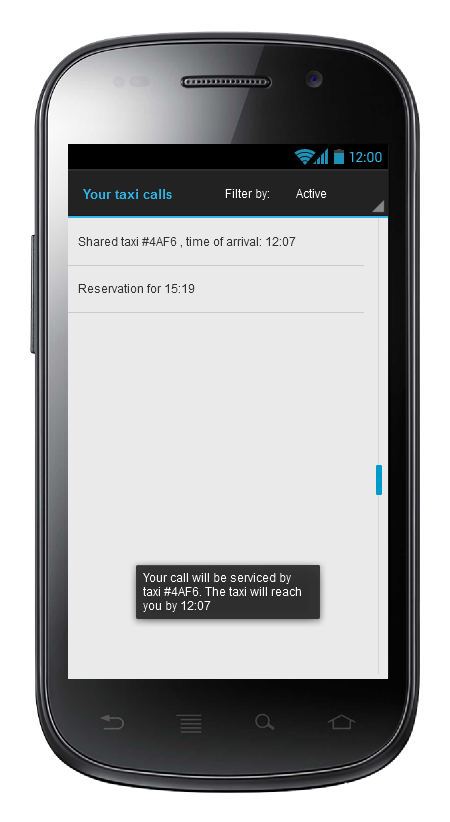 12:00
Your taxi calls Filter by: Active
Shared taxi #4AF6 , time of arrival: 12:07
Reservation for 15:19
Your call will be serviced by
taxi #4AF6. The taxi will reach
you by 12:07